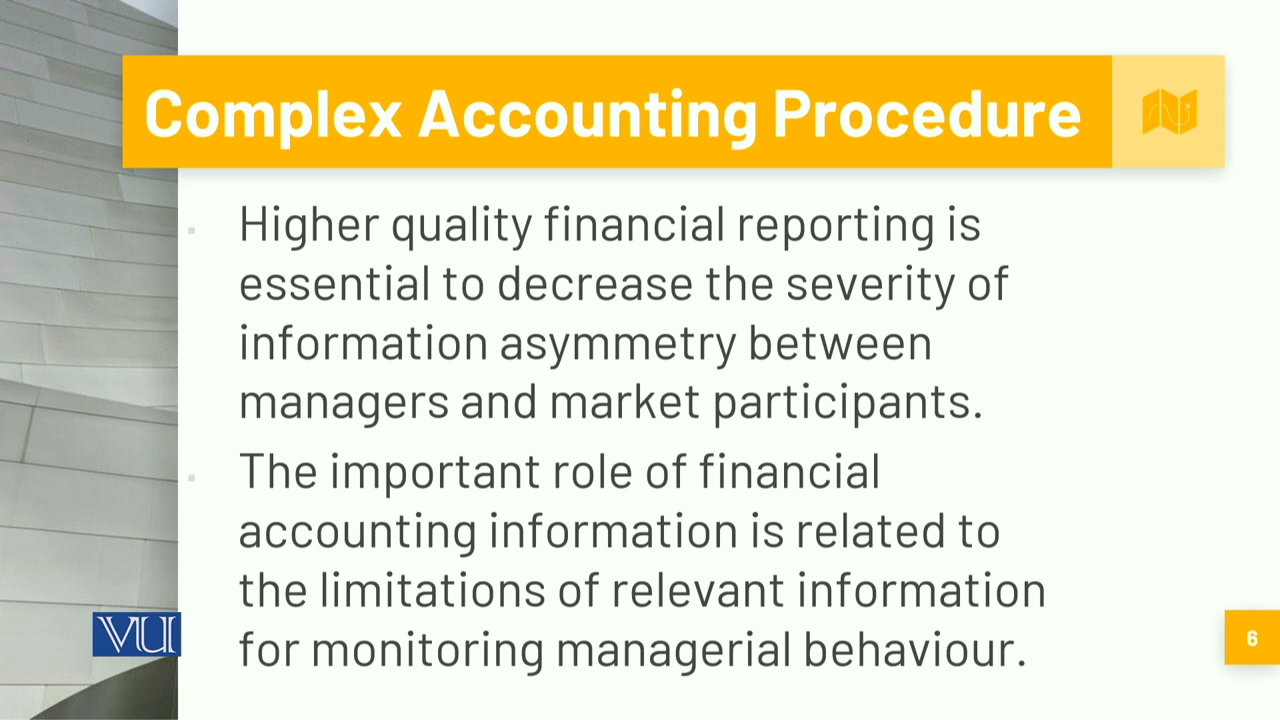 Complex Accounting Procedure
Higher quality financial reporting is
essential to decrease the severity of
information asymmetry between
managers and market participants.
The important role of financial
accounting information is related to
the limitations of relevant information
for monitoring managerial behaviour.
VU
6